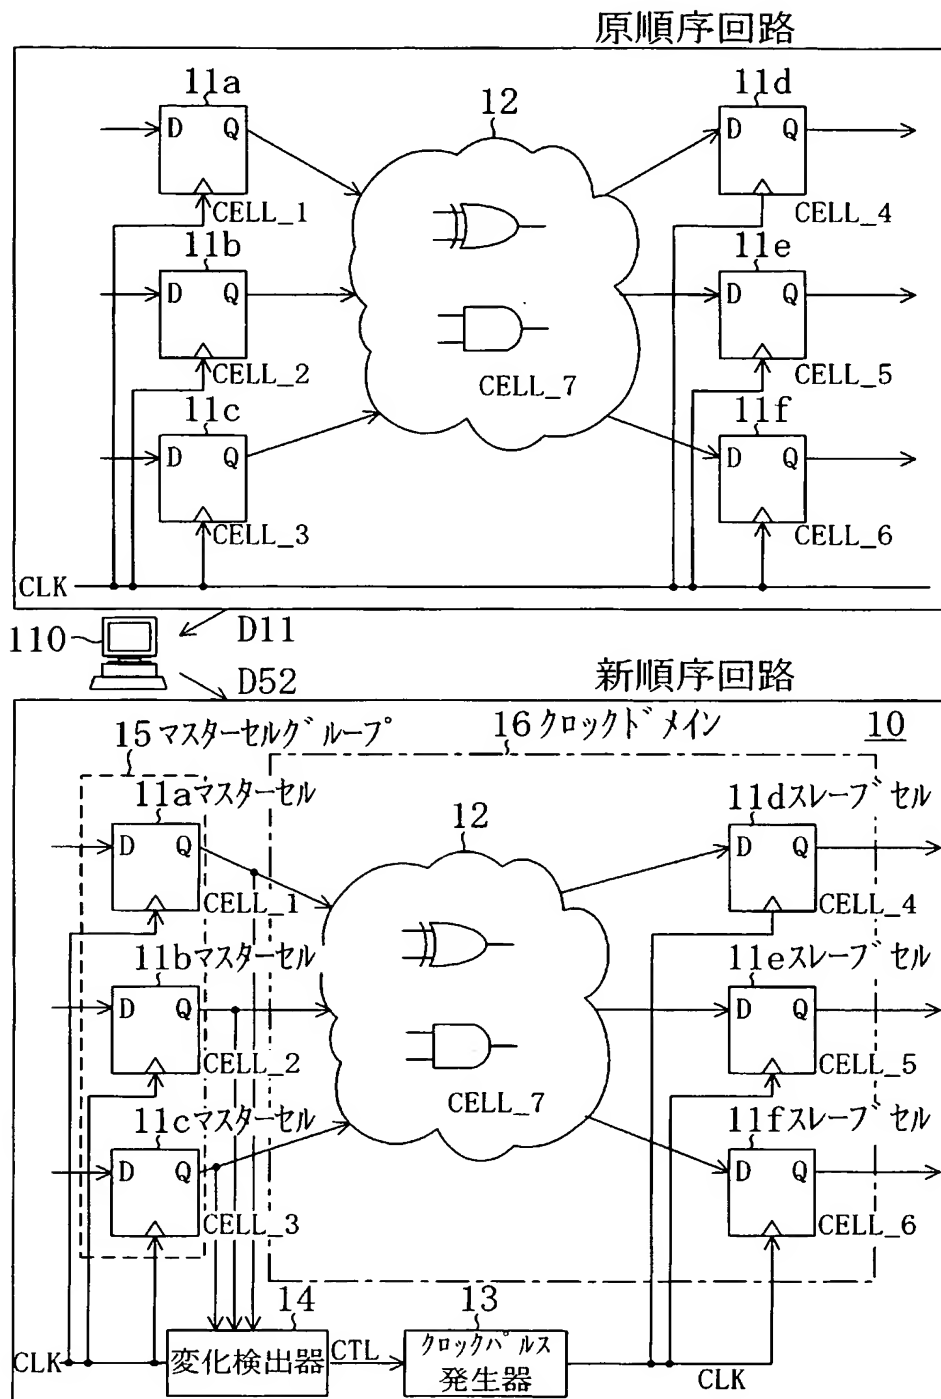 原順序回路
11a
12
11d
D Q
D Q
CELL_1
CELL_4
11b
11e
D Q
D Q
CELL_2
CELL_7
CELL_5
11c
11f
D Q
D Q
CELL_3
CELL_6
CLK
110
D11
D52
新順序回路
15マスターセルグループ
16クロックドメイン
10
11aマスターセル
12
11dスレーブセル
D Q
D Q
CELL_1
CELL_4
11bマスターセル
11eスレーブセル
D Q
D Q
CELL_2
CELL_5
CELL_7
11cマスターセル
11fスレーブセル
D Q
D Q
CELL_3
CELL_6
14
13
CLK
変化検出器
CTL
クロックパルス
発生器
CLK